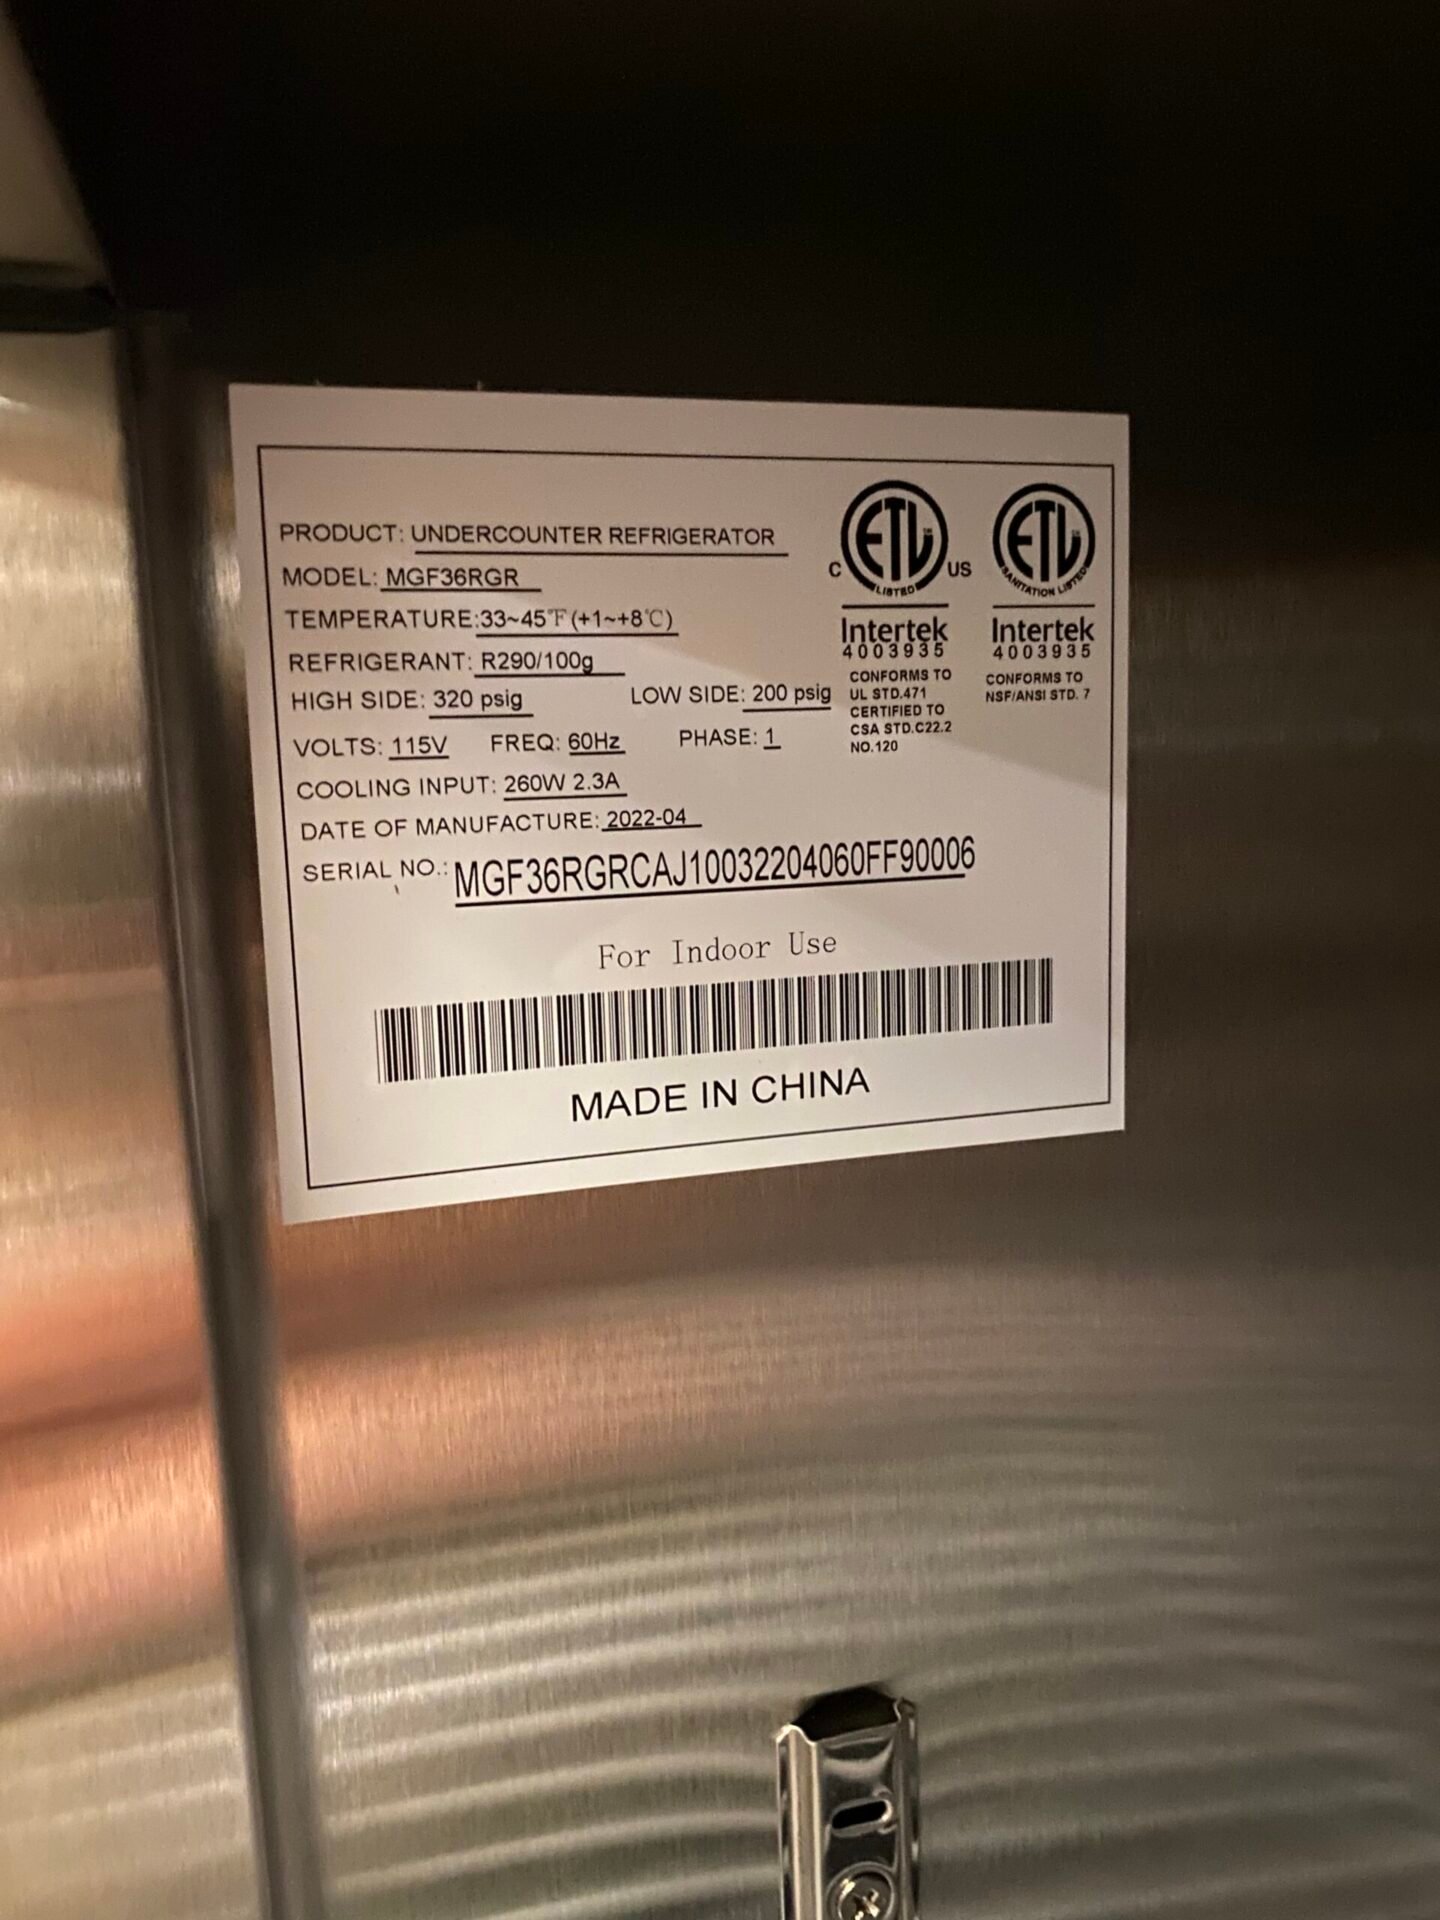 PRODUCT: UNDERCOUNTER REFRIGERATOR
MODEL: MGF36RGR
TEMPERATURE:33~45℉(+1~+8℃)
REFRIGERANT: R290/100g
HIGH SIDE: 320 psig LOW SIDE: 200 psig
VOLTS: 115V FREQ: 60Hz PHASE: 1
COOLING INPUT: 260W 2.3A
DATE OF MANUFACTURE: 2022-04
SERIAL NO.: MGF36RGRCAJ10032204060FF90006
C ETL US
LISTED
Intertek
4003935
CONFORMS TO
UL STD.471
CERTIFIED TO
CSA STD.C22.2
NO.120
ETL
SANITATION LISTED
Intertek
4003935
CONFORMS TO
NSF/ANSI STD. 7
For Indoor Use
MADE IN CHINA